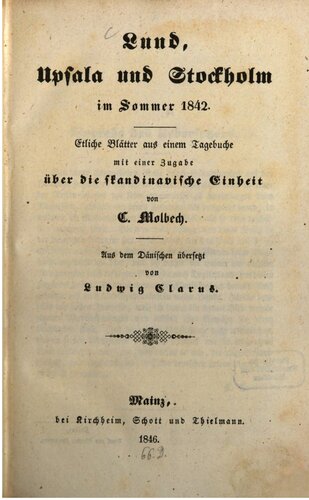 Lund,
Upsala und Stockholm
im Sommer 1842.
Etliche Blätter aus einem Tagebuche
mit einer Zugabe
über die skandinavische Einheit
von
C. Molbech.
Aus dem Dänischen übersetzt
von
Ludwig Clarus.
Mainz,
bei Kirchheim, Schott und Thielmann.
1846.